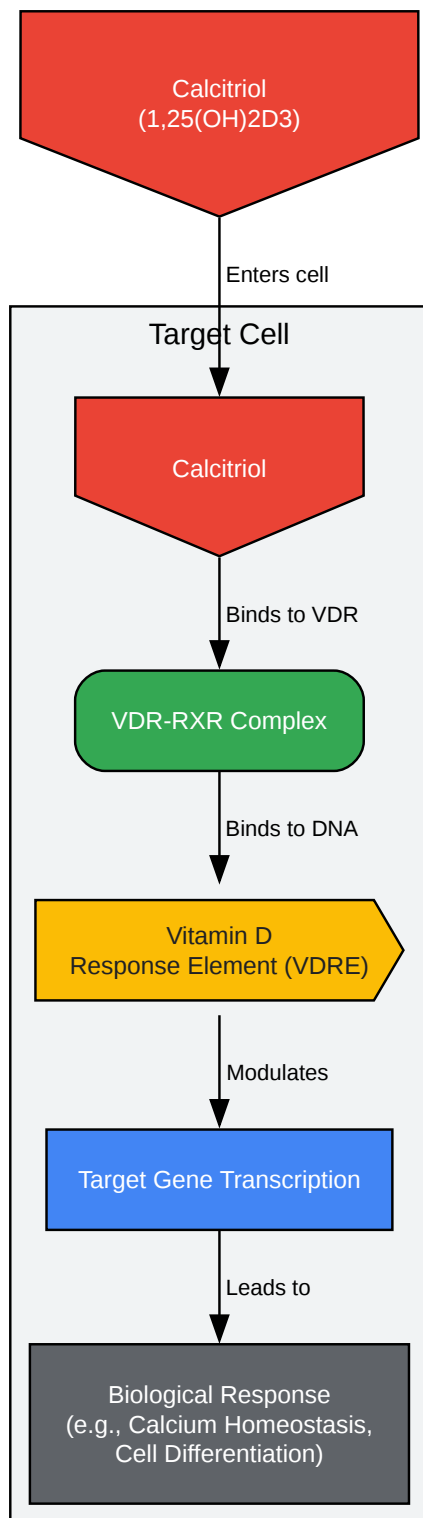 Calcitriol
(1,25(OH)2D3)
Enters cell
Target Cell
Calcitriol
Binds to VDR
VDR-RXR Complex
Binds to DNA
Vitamin D
Response Element (VDRE)
Modulates
Target Gene Transcription
Leads to
Biological Response
(e.g., Calcium Homeostasis,
Cell Differentiation)